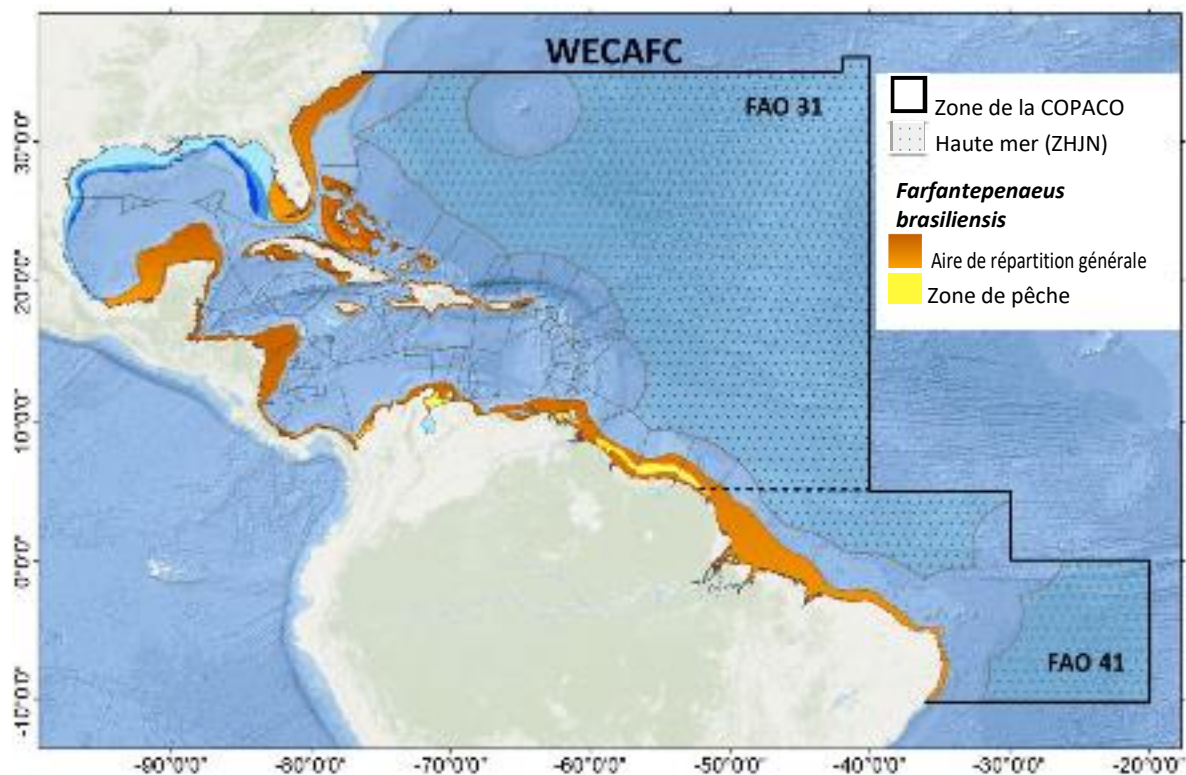 WECAFC
FAO 31
Zone de la COPACO
Haute mer (ZHJN)
Farfantepenaeus
brasiliensis
Aire de répartition générale
Zone de pêche
FAO 41
30°0'0"
20°0'0"
10°0'0"
0°0'0"
-10°0'0"
-90°0'0"
-80°0'0"
-70°0'0"
-60°0'0"
-50°0'0"
-40°0'0"
-30°0'0"
-20°0'0"